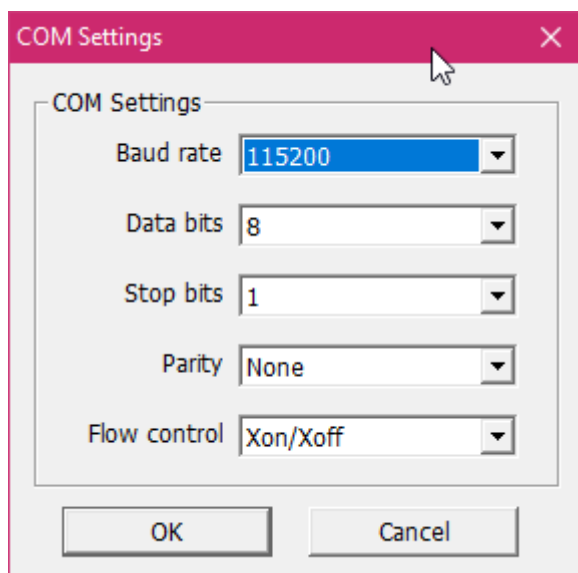 COM Settings
COM Settings
Baud rate 115200
Data bits 8
Stop bits 1
Parity None
Flow control Xon/Xoff
OK Cancel